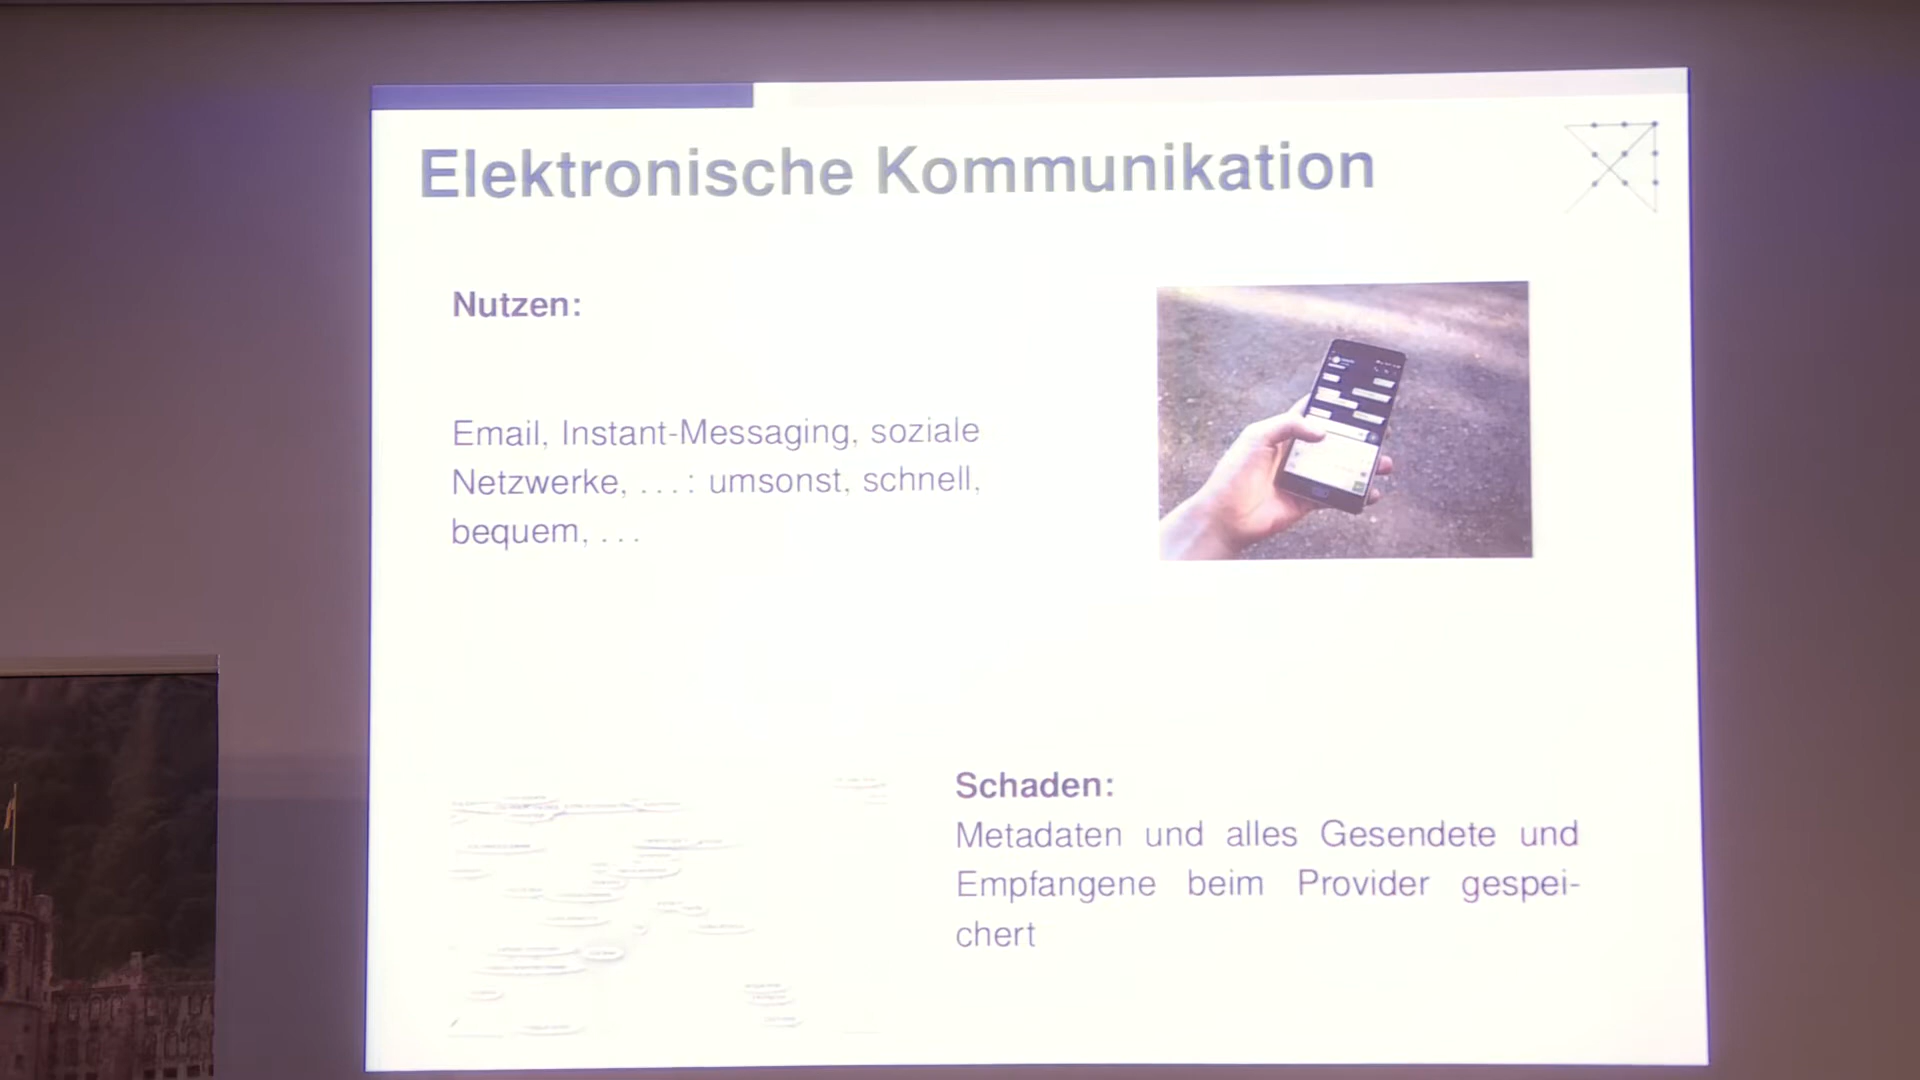 Elektronische Kommunikation
Nutzen:
Email, Instant-Messaging, soziale
Netzwerke, ...: umsonst, schnell,
bequem, ...
Schaden:
Metadaten und alles Gesendete und
Empfangene beim Provider gespei-
chert